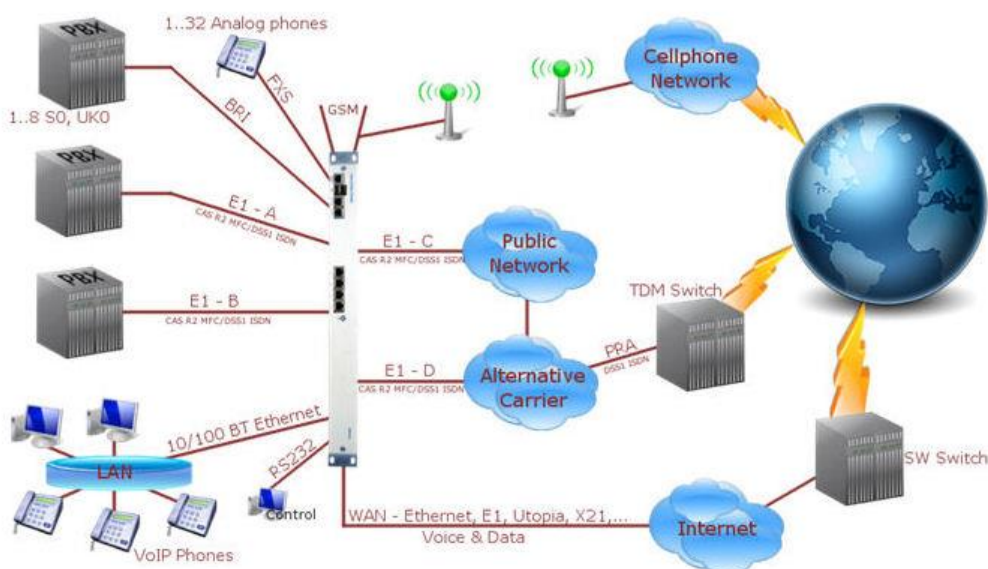 PBX
1..8 S0, UK0
1..32 Analog phones
FXS
BRI
GSM
Cellphone
Network
PBX
E1 - A
CAS R2 MFC/DSS1 ISDN
E1 - C
CAS R2 MFC/DSS1 ISDN
Public
Network
PBX
E1 - B
CAS R2 MFC/DSS1 ISDN
TDM Switch
E1 - D
CAS R2 MFC/DSS1 ISDN
Alternative
Carrier
PRA
DSS1 ISDN
10/100 BT Ethernet
LAN
RS232
Control
VoIP Phones
WAN - Ethernet, E1, Utopia, X21,...
Voice & Data
Internet
SW Switch